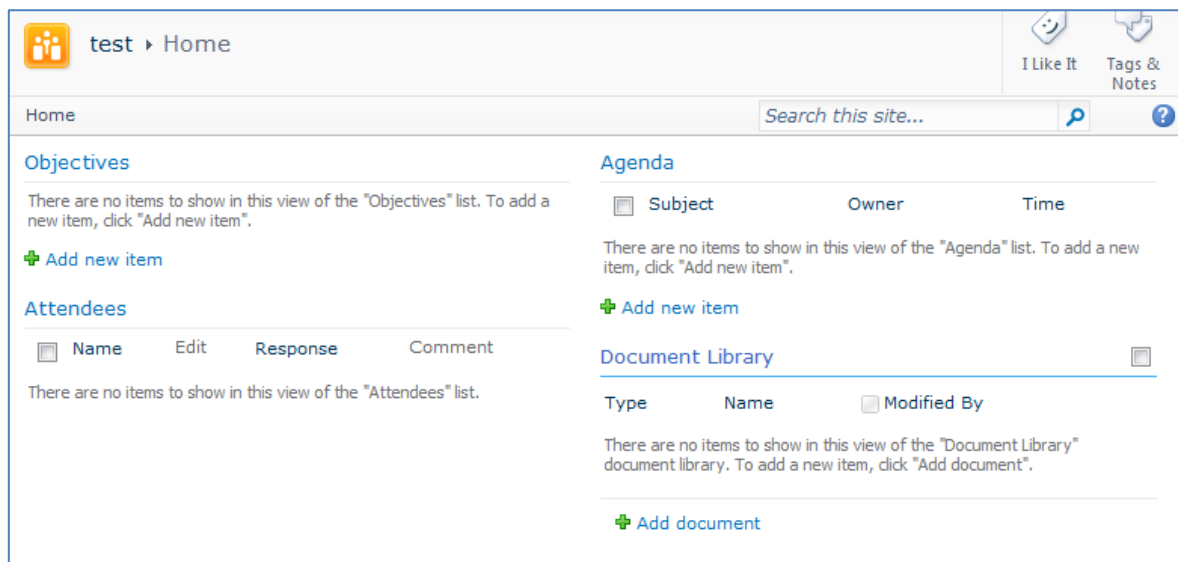 test ▸ Home
I Like It
Tags &
Notes
Home
Search this site...
Objectives
There are no items to show in this view of the "Objectives" list. To add a
new item, click "Add new item".
Add new item
Attendees
Name Edit Response Comment
There are no items to show in this view of the "Attendees" list.
Agenda
Subject Owner Time
There are no items to show in this view of the "Agenda" list. To add a new
item, click "Add new item".
Add new item
Document Library
Type Name Modified By
There are no items to show in this view of the "Document Library"
document library. To add a new item, click "Add document".
Add document